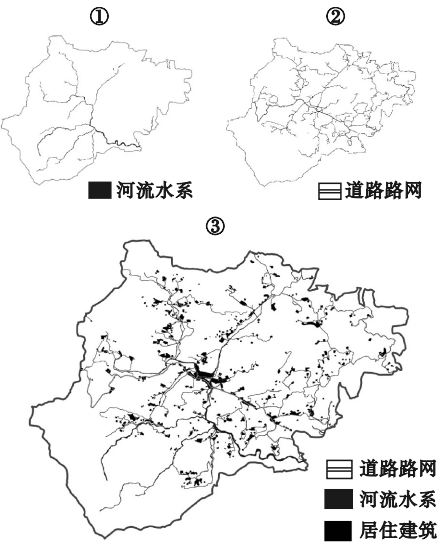 ① ②
河流水系 道路路网
③
道路路网
河流水系
居住建筑